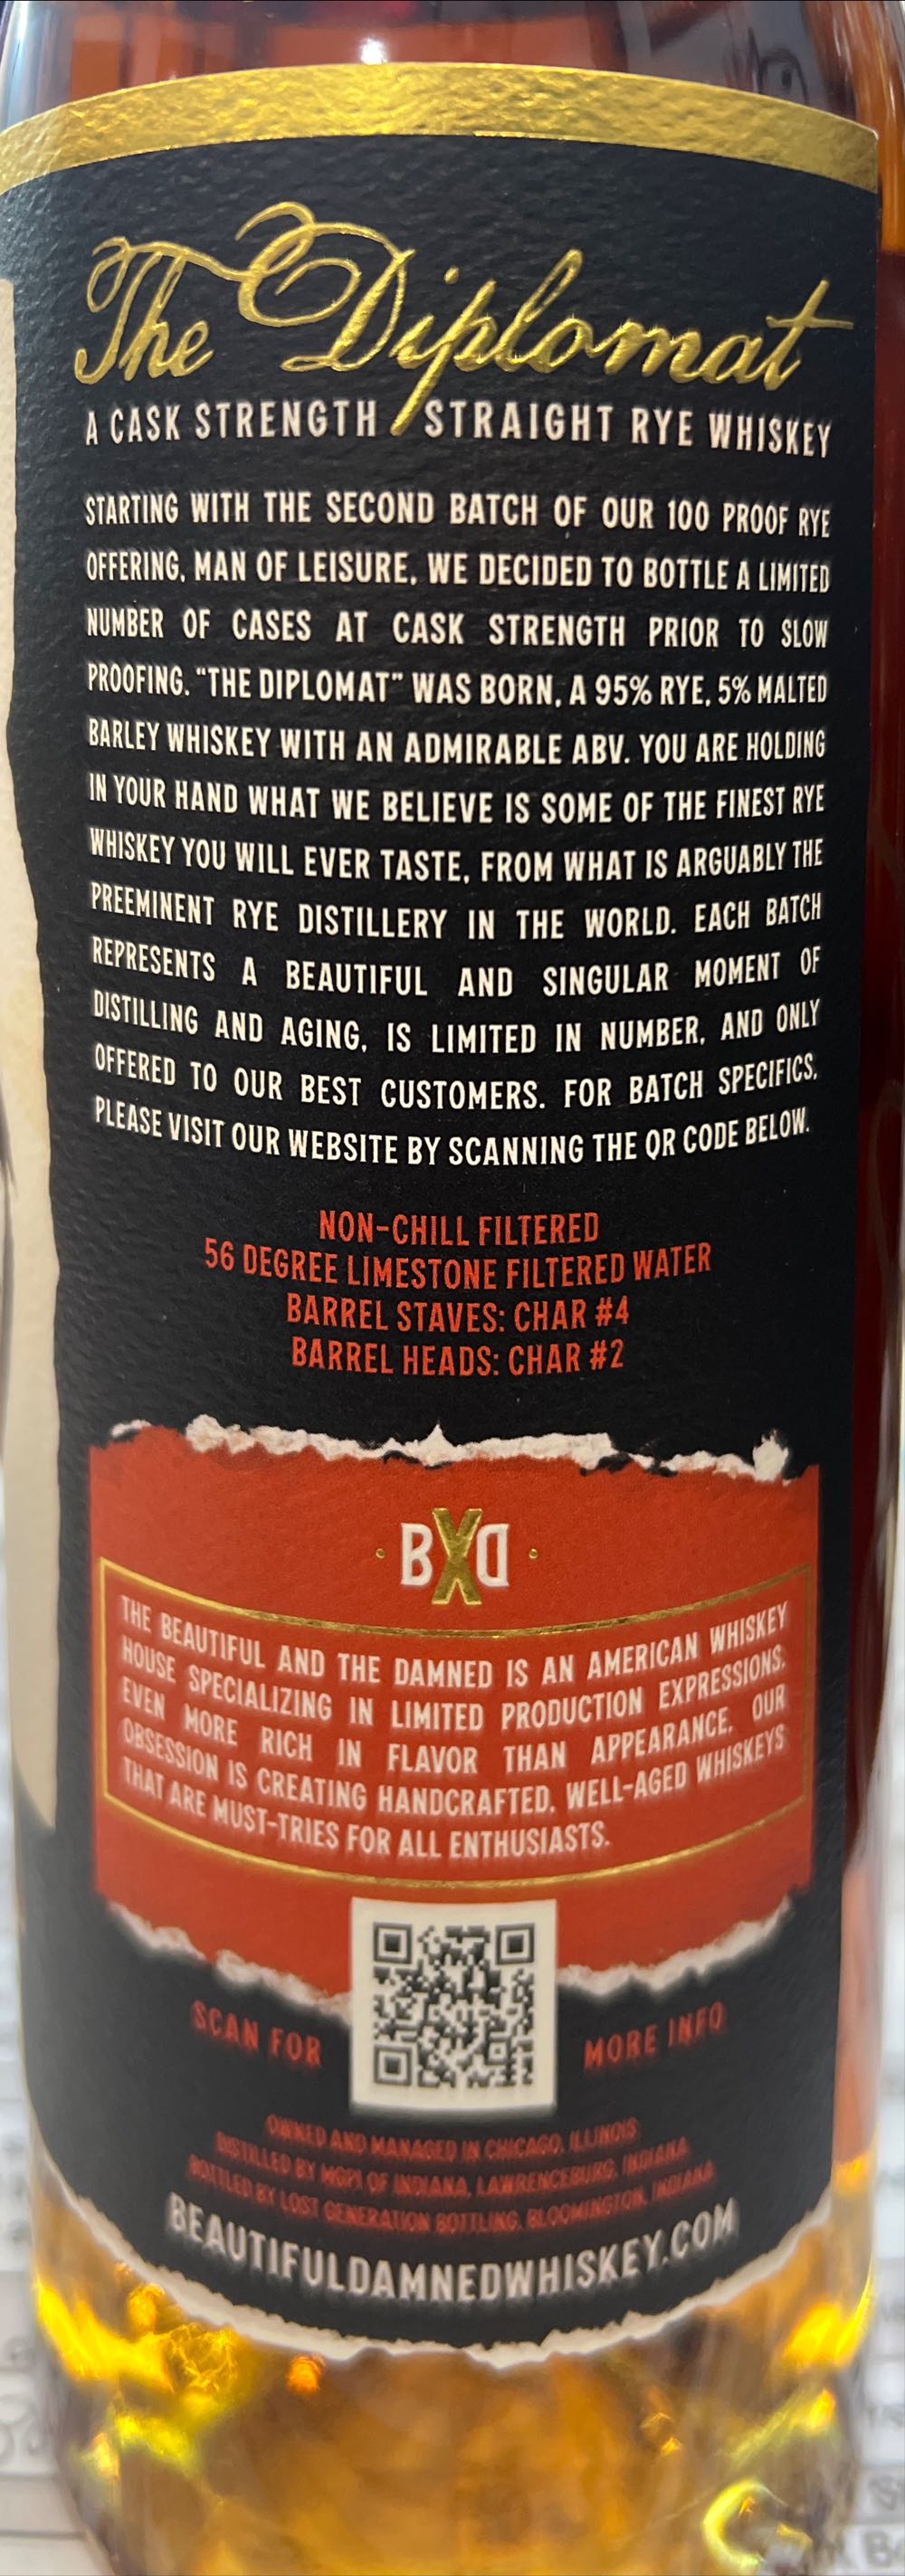 The Diplomat
A CASK STRENGTH STRAIGHT RYE WHISKEY
STARTING WITH THE SECOND BATCH OF OUR 100 PROOF RYE
OFFERING, MAN OF LEISURE, WE DECIDED TO BOTTLE A LIMITED
NUMBER OF CASES AT CASK STRENGTH PRIOR TO SLOW
PROOFING. "THE DIPLOMAT" WAS BORN, A 95% RYE, 5% MALTED
BARLEY WHISKEY WITH AN ADMIRABLE ABV. YOU ARE HOLDING
IN YOUR HAND WHAT WE BELIEVE IS SOME OF THE FINEST RYE
WHISKEY YOU WILL EVER TASTE, FROM WHAT IS ARGUABLY THE
PREEMINENT RYE DISTILLERY IN THE WORLD. EACH BATCH
REPRESENTS A BEAUTIFUL AND SINGULAR MOMENT OF
DISTILLING AND AGING, IS LIMITED IN NUMBER, AND ONLY
OFFERED TO OUR BEST CUSTOMERS. FOR BATCH SPECIFICS,
PLEASE VISIT OUR WEBSITE BY SCANNING THE QR CODE BELOW.
NON-CHILL FILTERED
56 DEGREE LIMESTONE FILTERED WATER
BARREL STAVES: CHAR #4
BARREL HEADS: CHAR #2
· BXD ·
THE BEAUTIFUL AND THE DAMNED IS AN AMERICAN WHISKEY
HOUSE SPECIALIZING IN LIMITED PRODUCTION EXPRESSIONS,
EVEN MORE RICH IN FLAVOR THAN APPEARANCE. OUR
OBSESSION IS CREATING HANDCRAFTED, WELL-AGED WHISKEYS
THAT ARE MUST-TRIES FOR ALL ENTHUSIASTS.
SCAN FOR MORE INFO
OWNED AND MANAGED IN CHICAGO, ILLINOIS
DISTILLED BY MGPI OF INDIANA, LAWRENCEBURG, INDIANA
BOTTLED BY LOST GENERATION BOTTLING, BLOOMINGTON, INDIANA
BEAUTIFULDAMNEDWHISKEY.COM